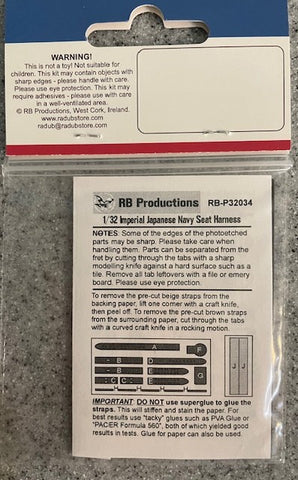 WARNING!
This is not a toy! Not suitable for
children. This kit may contain objects with
sharp edges - please handle with care.
Please use eye protection. This kit may
require adhesives - please use with care
in a well-ventilated area.
© RB Productions, West Cork, Ireland.
www.radubstore.com
radub@radubstore.com
RB Productions RB-P32034
1/32 Imperial Japanese Navy Seat Harness
NOTES: Some of the edges of the photoetched
parts may be sharp. Please take care when
handling them. Parts can be separated from the
fret by cutting through the tabs with a sharp
modelling knife against a hard surface such as a
tile. Remove all tab leftovers with a file or emery
board. Please use eye protection.
To remove the pre-cut beige straps from the
backing paper, lift one corner with a craft knife,
then peel off. To remove the pre-cut brown straps
from the surrounding paper, cut through the tabs
with a curved craft knife in a rocking motion.
A
F
B
D
B
E
G
C
C
E
J
J
IMPORTANT: DO NOT use superglue to glue the
straps. This will stiffen and stain the paper. For
best results use "tacky" glues such as PVA Glue or
"PACER Formula 560", both of which yielded good
results in tests. Glue for paper can also be used.